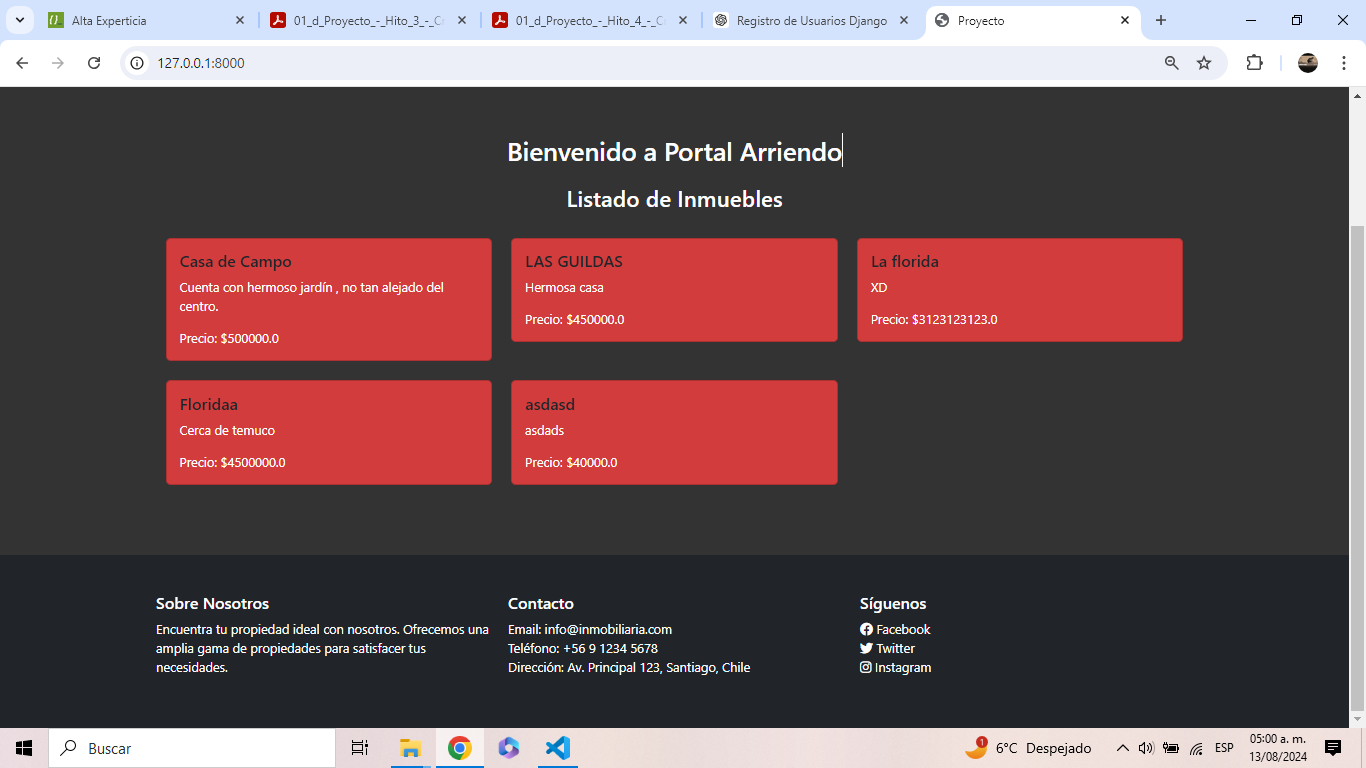 Alta Experticia
01_d_Proyecto_-_Hito_3_-_C
01_d_Proyecto_-_Hito_4_-_C
Registro de Usuarios Django
Proyecto
127.0.0.1:8000
Bienvenido a Portal Arriendo
Listado de Inmuebles
Casa de Campo
Cuenta con hermoso jardín , no tan alejado del
centro.
Precio: $500000.0
LAS GUILDAS
Hermosa casa
Precio: $450000.0
La florida
XD
Precio: $3123123123.0
Floridaa
Cerca de temuco
Precio: $4500000.0
asdasd
asdads
Precio: $40000.0
Sobre Nosotros
Encuentra tu propiedad ideal con nosotros. Ofrecemos una
amplia gama de propiedades para satisfacer tus
necesidades.
Contacto
Email: info@inmobiliaria.com
Teléfono: +56 9 1234 5678
Dirección: Av. Principal 123, Santiago, Chile
Síguenos
Facebook
Twitter
Instagram
Buscar
1
6°C Despejado
ESP
05:00 a. m.
13/08/2024